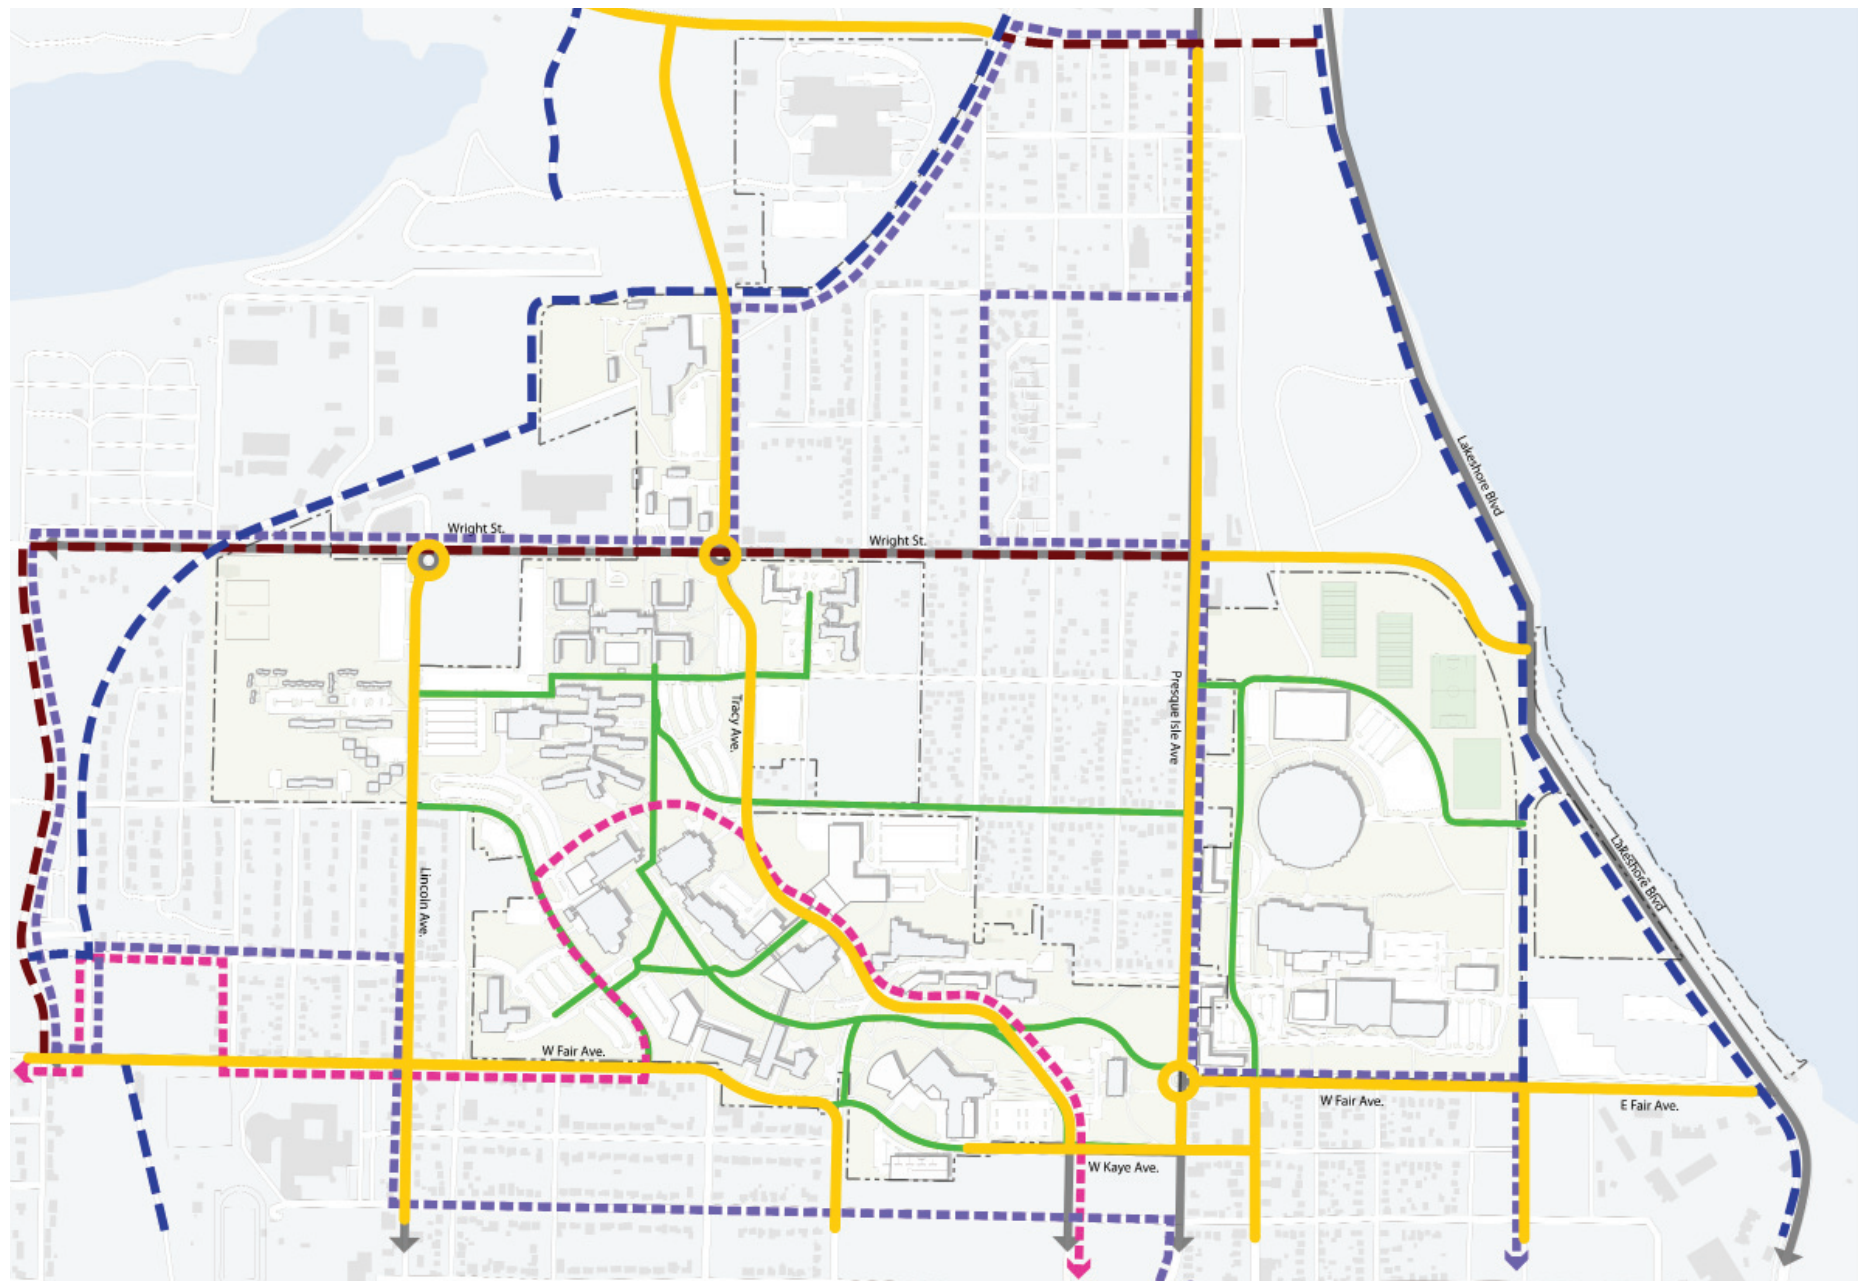 Lakeshore Blvd
Wright St.
Wright St.
Presque Isle Ave
Tracy Ave.
Lincoln Ave.
Lakeshore Blvd
W Fair Ave.
W Fair Ave.
E Fair Ave.
W Kaye Ave.